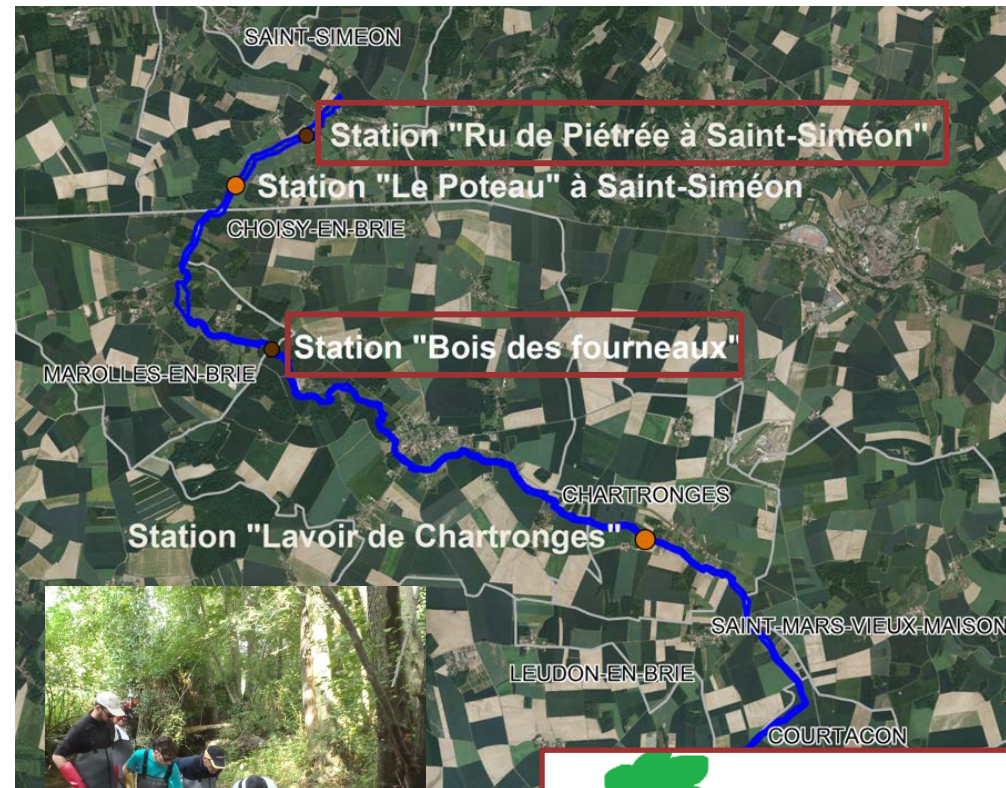 SAINT-SIMEON
Station "Ru de Piétrée à Saint-Siméon"
Station "Le Poteau" à Saint-Siméon
CHOISY-EN-BRIE
Station "Bois des fourneaux"
MAROLLES-EN-BRIE
CHARTRONGES
Station "Lavoir de Chartronges"
SAINT-MARS-VIEUX-MAISON
LEUDON-EN-BRIE
COURTACON